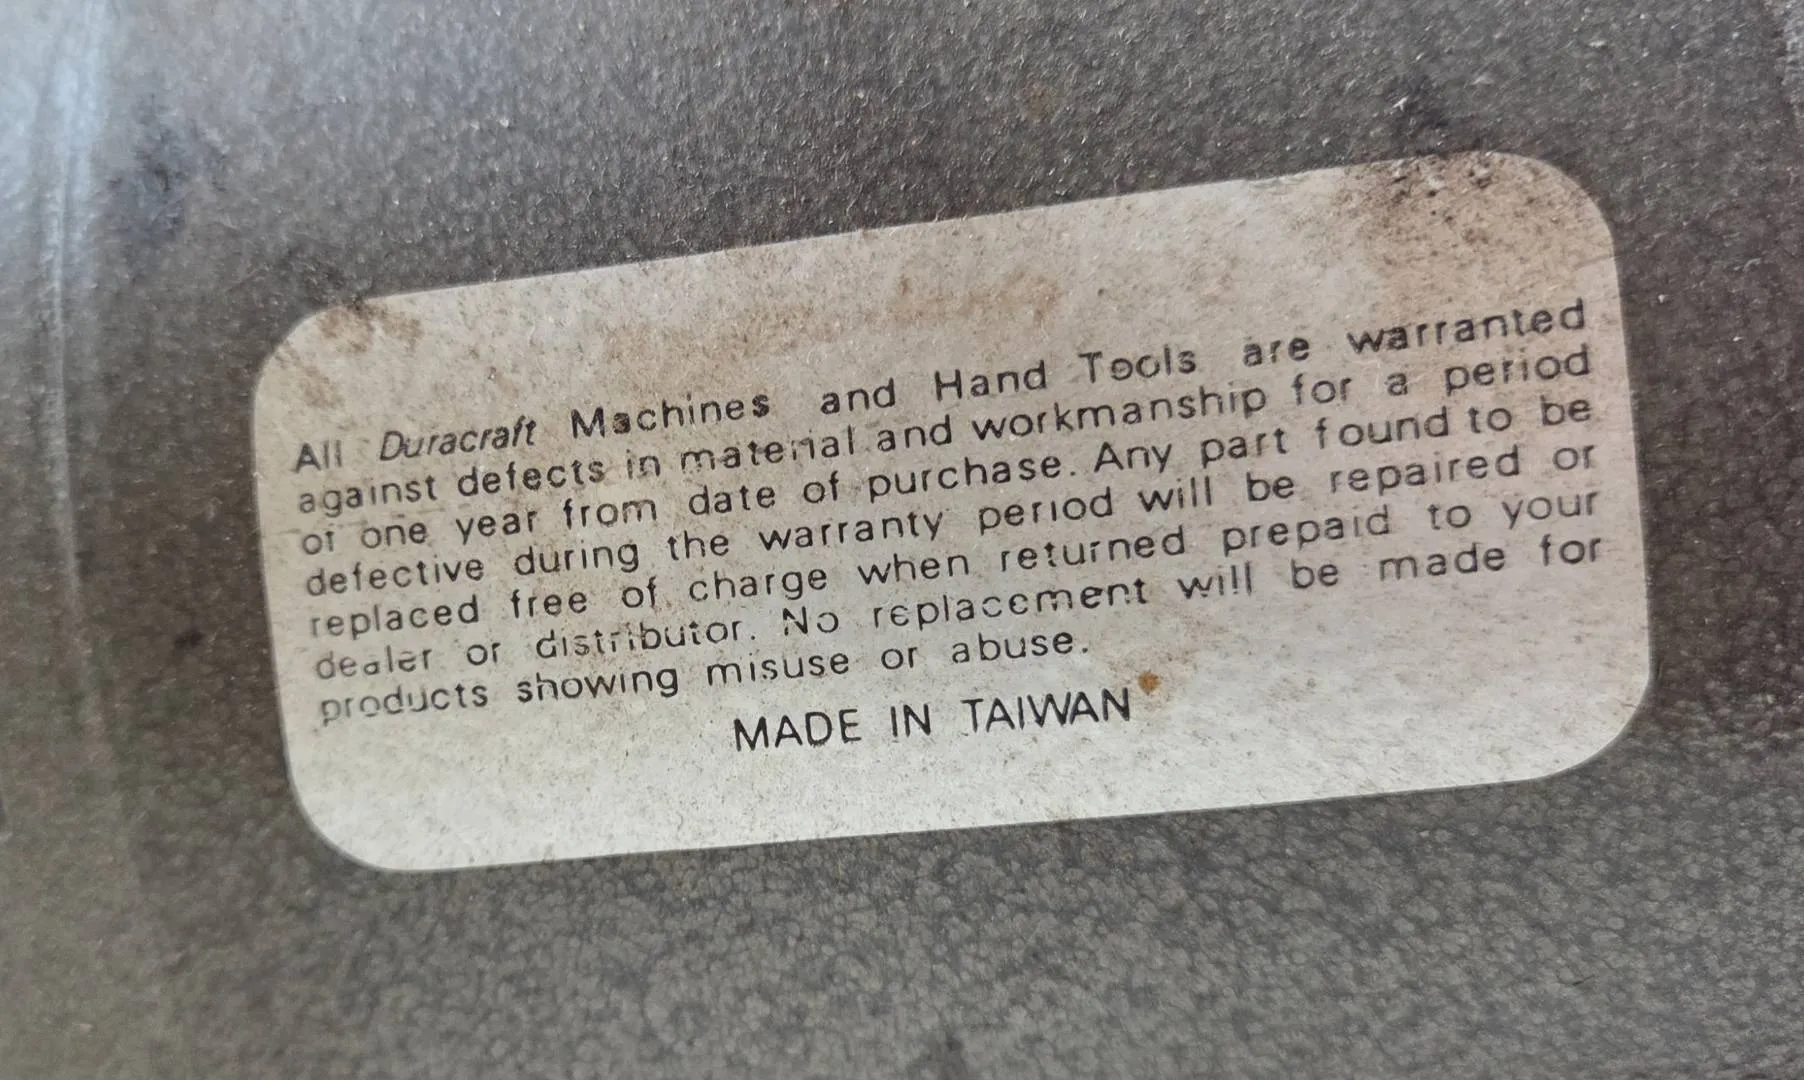 All Duracraft Machines and Hand Tools are warranted
against defects in material and workmanship for a period
of one year from date of purchase. Any part found to be
defective during the warranty period will be repaired or
replaced free of charge when returned prepaid to your
dealer or distributor. No replacement will be made for
products showing misuse or abuse.
MADE IN TAIWAN